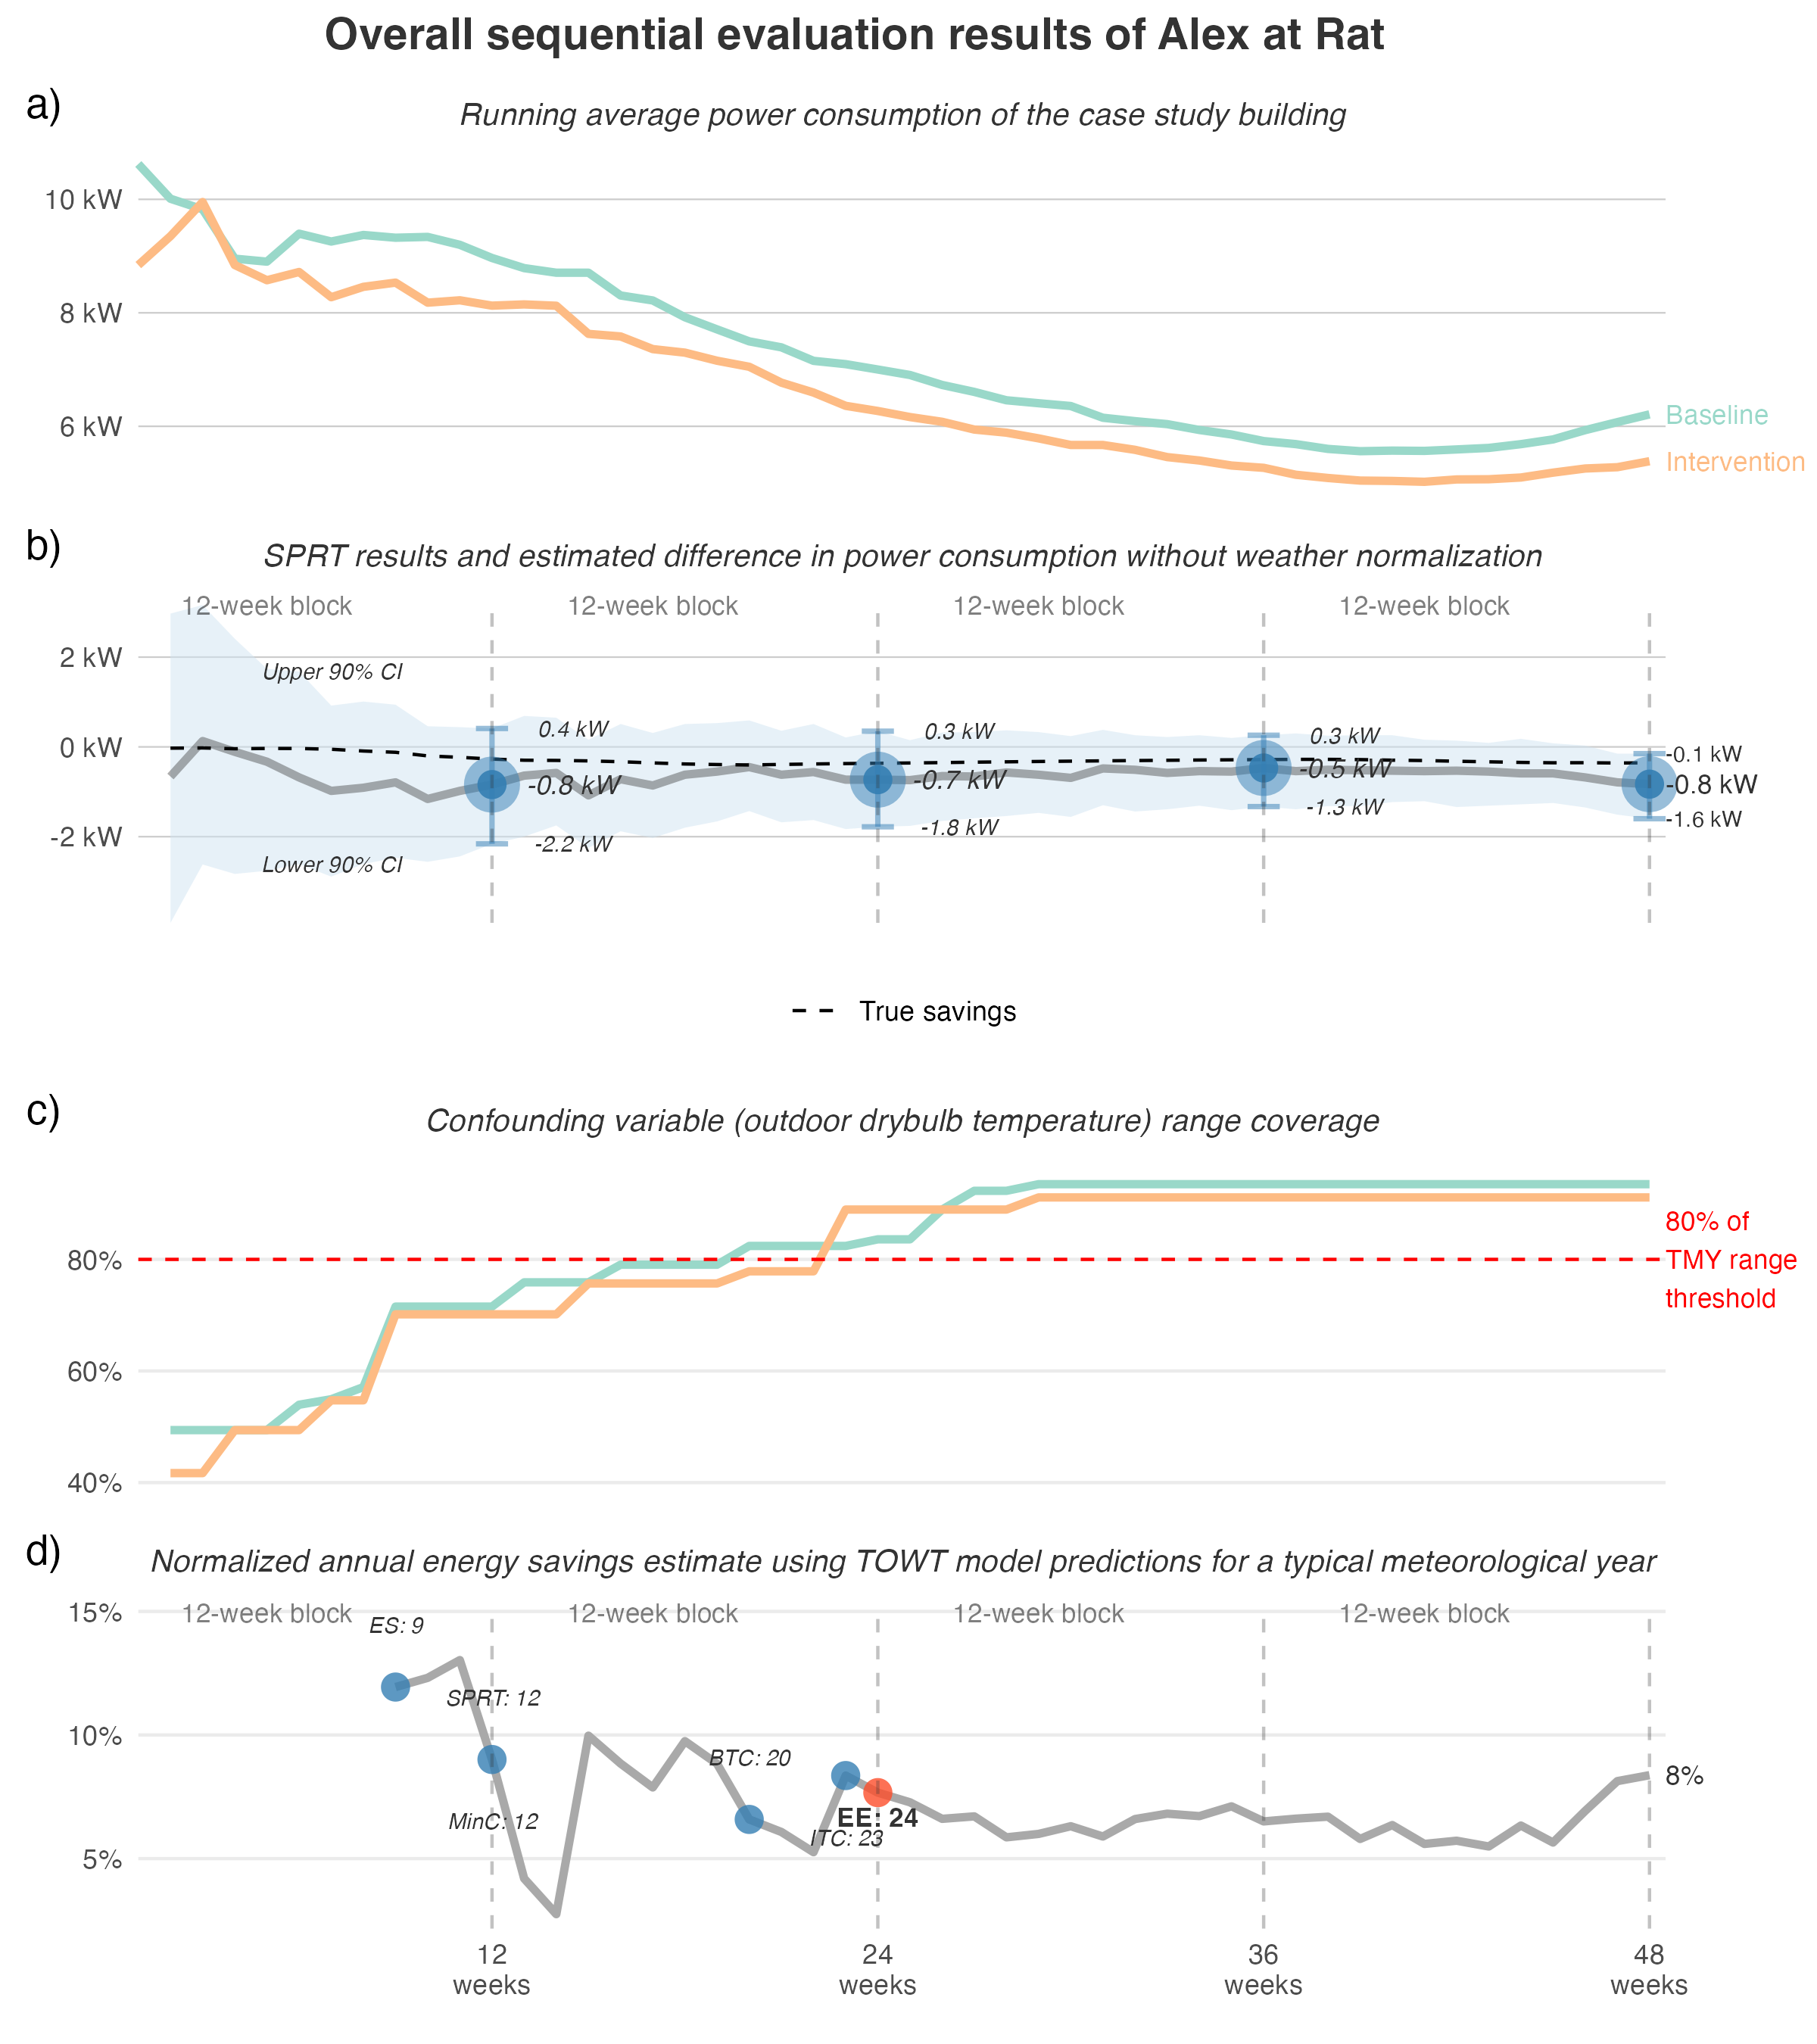 Overall sequential evaluation results of Alex at Rat
a)
Running average power consumption of the case study building
10 kW
8 kW
6 kW
Baseline
Intervention
b)
SPRT results and estimated difference in power consumption without weather normalization
12-week block
12-week block
12-week block
12-week block
2 kW
0 kW
-2 kW
Upper 90% CI
Lower 90% CI
0.4 kW
-0.8 kW
-2.2 kW
0.3 kW
-0.7 kW
-1.8 kW
0.3 kW
-0.5 kW
-1.3 kW
-0.1 kW
-0.8 kW
-1.6 kW
True savings
c)
Confounding variable (outdoor drybulb temperature) range coverage
80%
60%
40%
80% of
TMY range
threshold
d)
Normalized annual energy savings estimate using TOWT model predictions for a typical meteorological year
15%
10%
5%
12-week block
12-week block
12-week block
12-week block
ES: 9
SPRT: 12
MinC: 12
BTC: 20
EE: 24
ITC: 23
8%
12
weeks
24
weeks
36
weeks
48
weeks